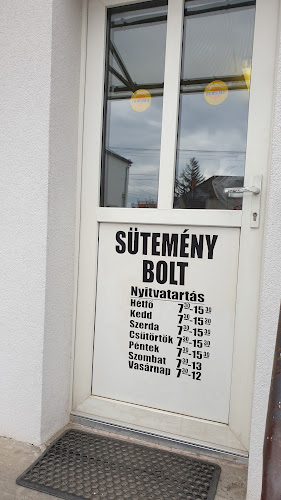 SÜTEMÉNY
BOLT
Nyitvatartás
Hétfő 7³⁰-15³⁰
Kedd 7³⁰-15³⁰
Szerda 7³⁰-15³⁰
Csütörtök 7³⁰-15³⁰
Péntek 7³⁰-15³⁰
Szombat 7³⁰-13
Vasárnap 7³⁰-12